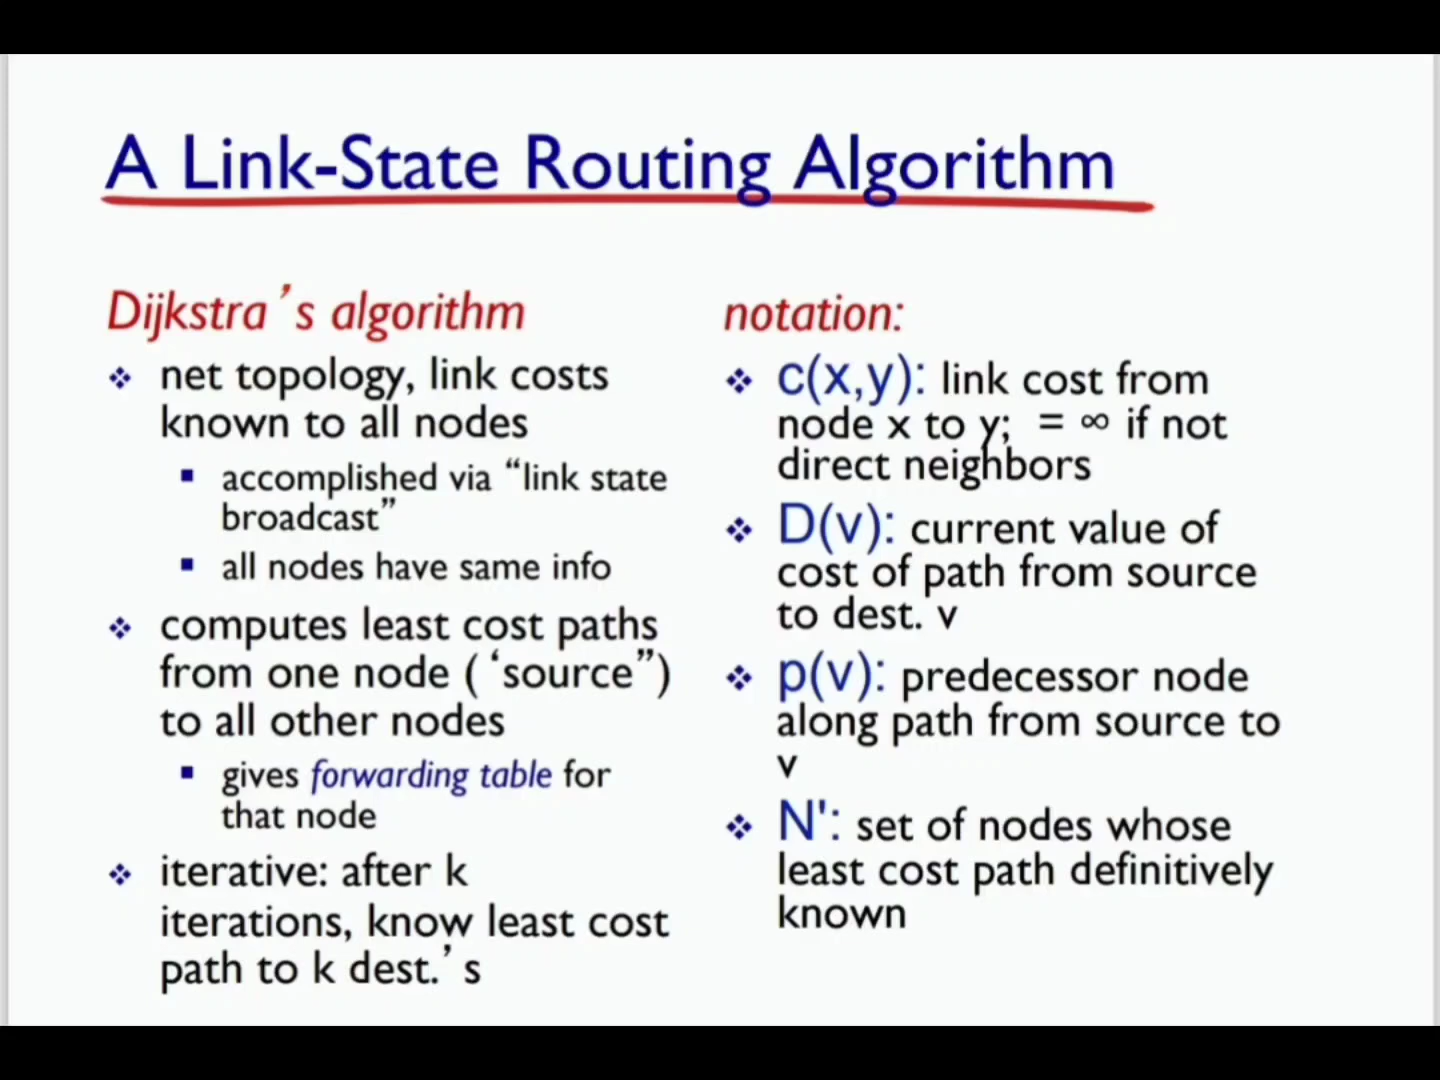 A Link-State Routing Algorithm
Dijkstra's algorithm
❖ net topology, link costs
known to all nodes
▪ accomplished via “link state
broadcast”
▪ all nodes have same info
❖ computes least cost paths
from one node (‘source”)
to all other nodes
▪ gives forwarding table for
that node
❖ iterative: after k
iterations, know least cost
path to k dest.’s
notation:
❖ c(x,y): link cost from
node x to y; = ∞ if not
direct neighbors
❖ D(v): current value of
cost of path from source
to dest. v
❖ p(v): predecessor node
along path from source to
v
❖ N': set of nodes whose
least cost path definitively
known